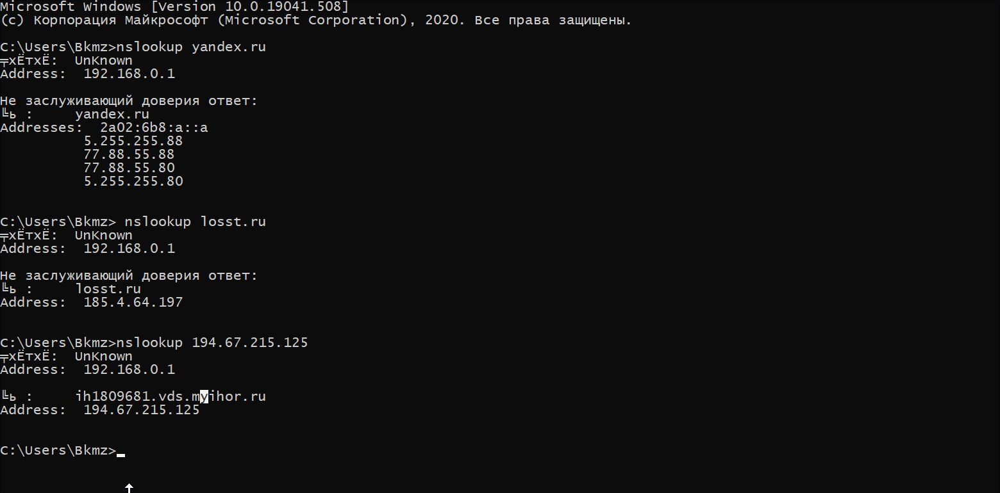 Microsoft Windows [Version 10.0.19041.508]
(c) Корпорация Майкрософт (Microsoft Corporation), 2020. Все права защищены.
C:\Users\Bkmz>nslookup yandex.ru
╤хЁтхЁ:  UnKnown
Address:  192.168.0.1
Не заслуживающий доверия ответ:
╚ь :     yandex.ru
Addresses:  2a02:6b8:a::a
5.255.255.88
77.88.55.88
77.88.55.80
5.255.255.80
C:\Users\Bkmz> nslookup losst.ru
╤хЁтхЁ:  UnKnown
Address:  192.168.0.1
Не заслуживающий доверия ответ:
╚ь :     losst.ru
Address:  185.4.64.197
C:\Users\Bkmz>nslookup 194.67.215.125
╤хЁтхЁ:  UnKnown
Address:  192.168.0.1
╚ь :     ih1809681.vds.myihor.ru
Address:  194.67.215.125
C:\Users\Bkmz>